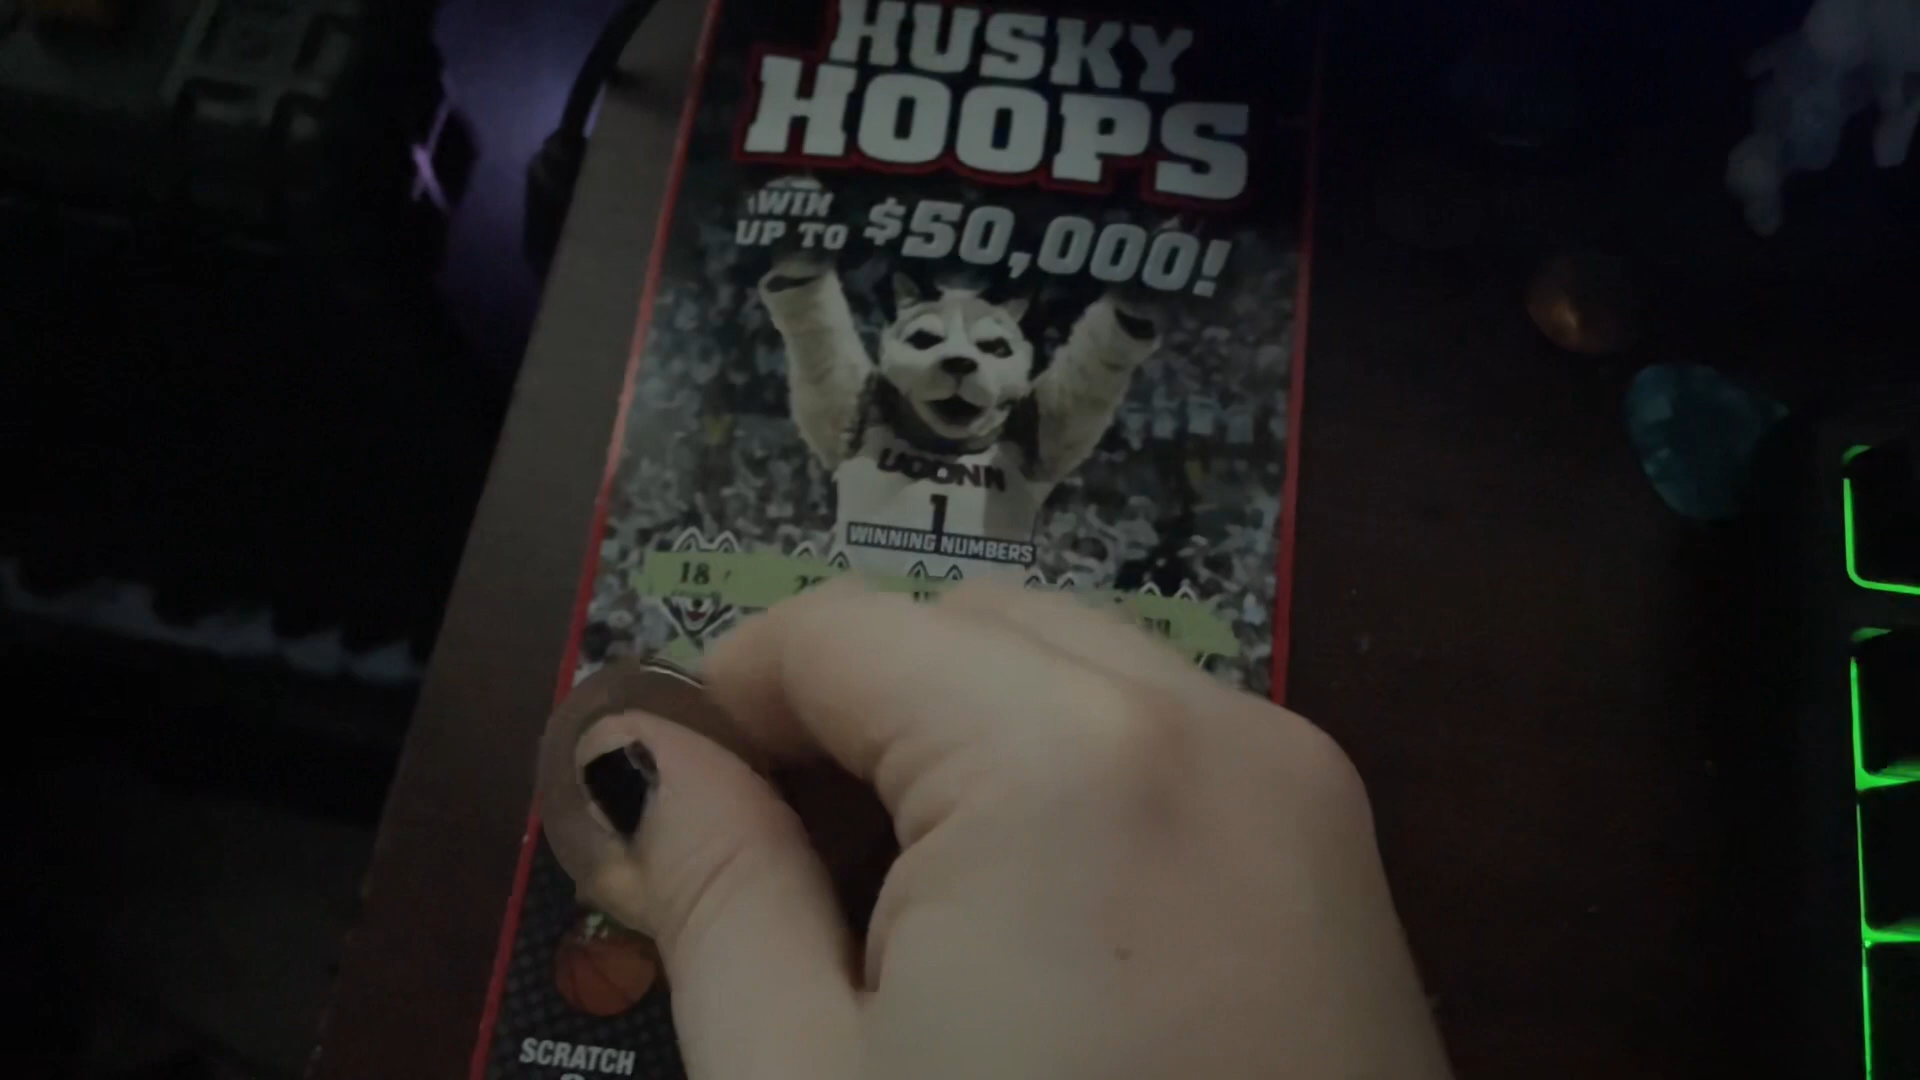 HUSKY
HOOPS
WIN
UP TO $50,000!
UCONN
1
WINNING NUMBERS
18
SCRATCH